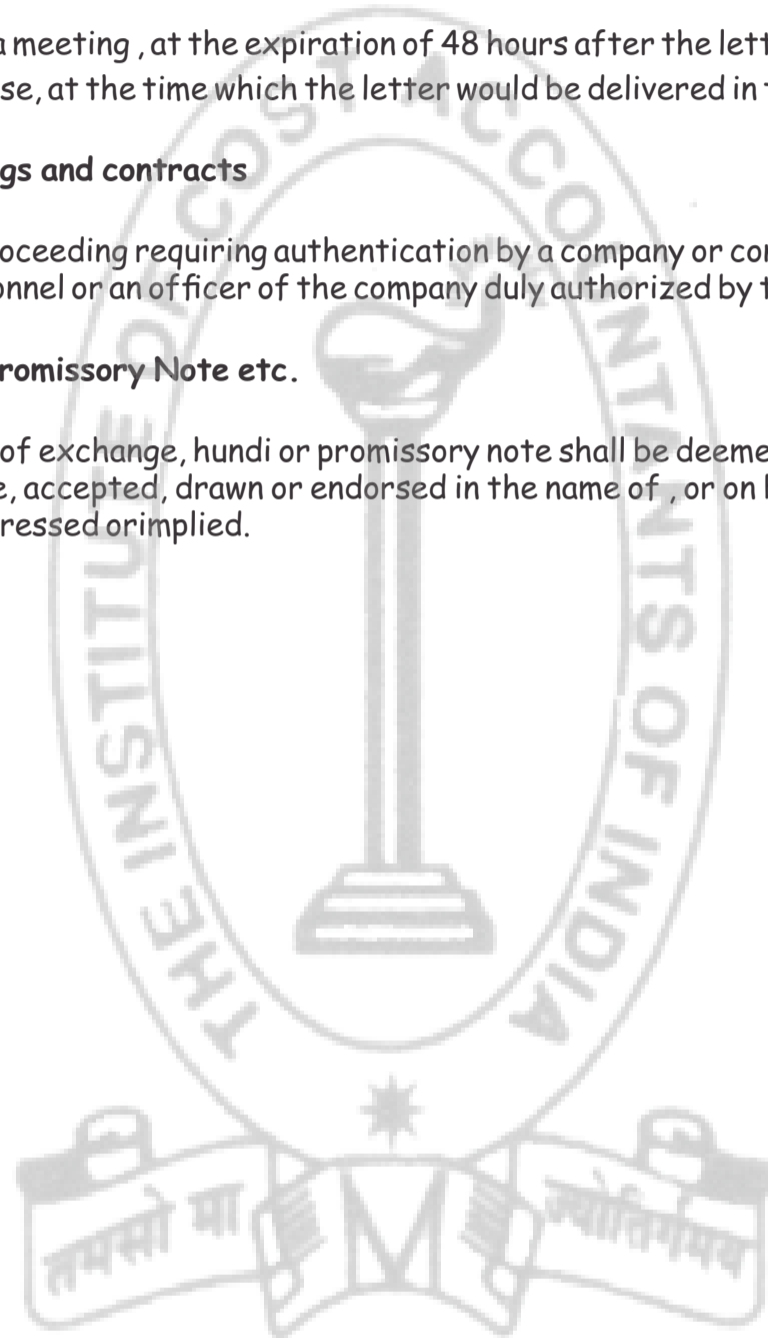 a meeting , at the expiration of 48 hours after the lett
se, at the time which the letter would be delivered in
gs and contracts
oceeding requiring authentication by a company or con
onnel or an officer of the company duly authorized by t
romissory Note etc.
of exchange, hundi or promissory note shall be deeme
e, accepted, drawn or endorsed in the name of , or on
ressed orimplied.
THE INSTITUTE OF COST ACCOUNTANTS OF INDIA
तमसो मा ज्योतिर्गमय